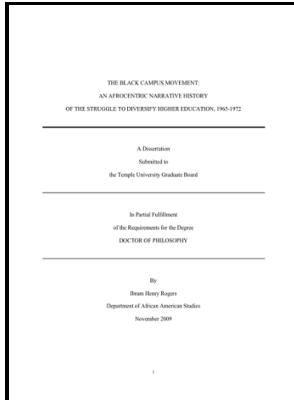 THE BLACK CAMPUS MOVEMENT:
AN AFROCENTRIC NARRATIVE HISTORY
OF THE STRUGGLE TO DIVERSIFY HIGHER EDUCATION, 1965-1972
A Dissertation
Submitted to
the Temple University Graduate Board
In Partial Fulfillment
of the Requirements for the Degree
DOCTOR OF PHILOSOPHY
By
Ibram Henry Rogers
Department of African American Studies
November 2009